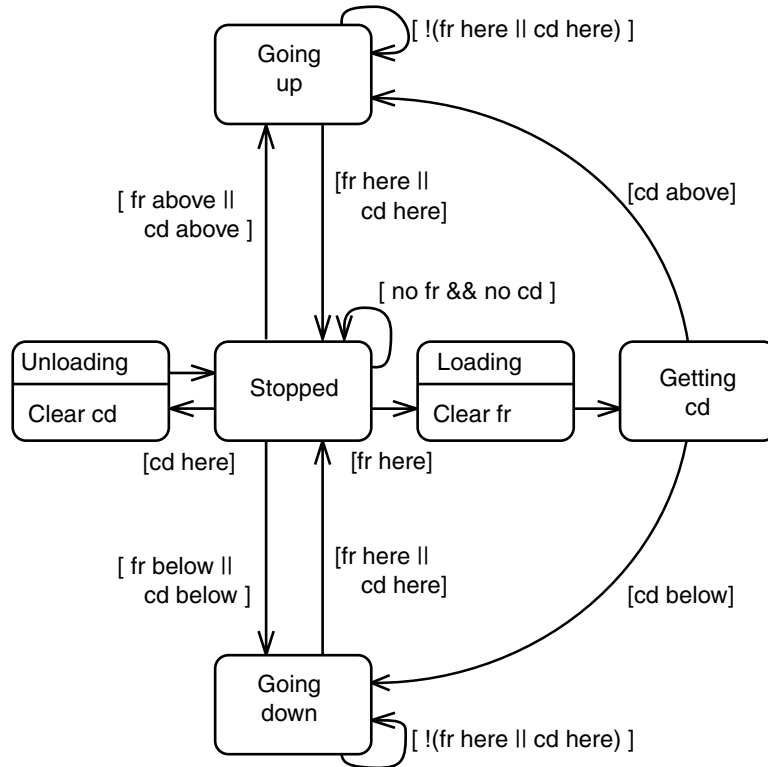 [ !(fr here || cd here) ]
Going
up
[ fr above ||
cd above ]
[fr here ||
cd here]
[cd above]
[ no fr && no cd ]
Unloading
Clear cd
Stopped
Loading
Clear fr
Getting
cd
[cd here]
[fr here]
[ fr below ||
cd below ]
[fr here ||
cd here]
[cd below]
Going
down
[ !(fr here || cd here) ]